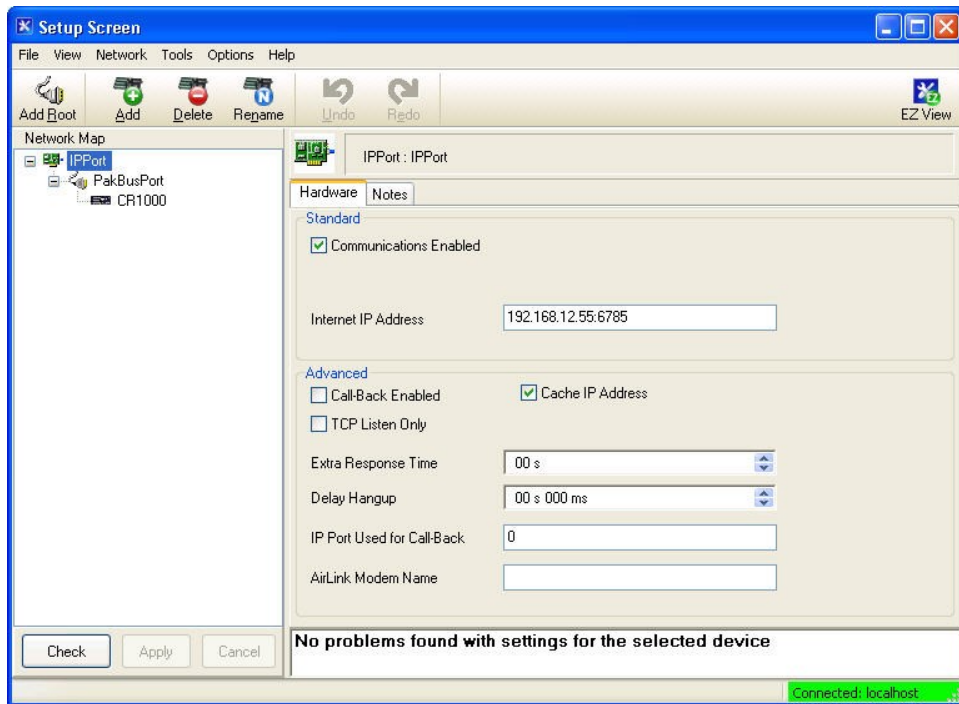 Setup Screen
File View Network Tools Options Help
Add Root Add Delete Rename Undo Redo EZ View
Network Map
IPPort
PakBusPort
CR1000
IPPort : IPPort
Hardware Notes
Standard
Communications Enabled
Internet IP Address 192.168.12.55:6785
Advanced
Call-Back Enabled Cache IP Address
TCP Listen Only
Extra Response Time 00 s
Delay Hangup 00 s 000 ms
IP Port Used for Call-Back 0
AirLink Modem Name
Check Apply Cancel
No problems found with settings for the selected device
Connected: localhost